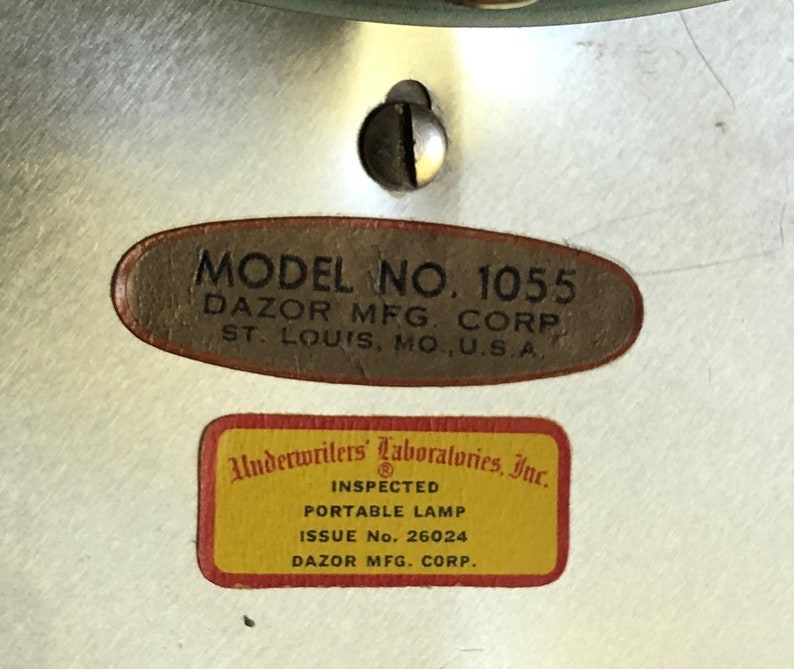 MODEL NO. 1055
DAZOR MFG. CORP
ST. LOUIS, MO., U.S.A.
Underwriters' Laboratories, Inc.
®
INSPECTED
PORTABLE LAMP
ISSUE No. 26024
DAZOR MFG. CORP.